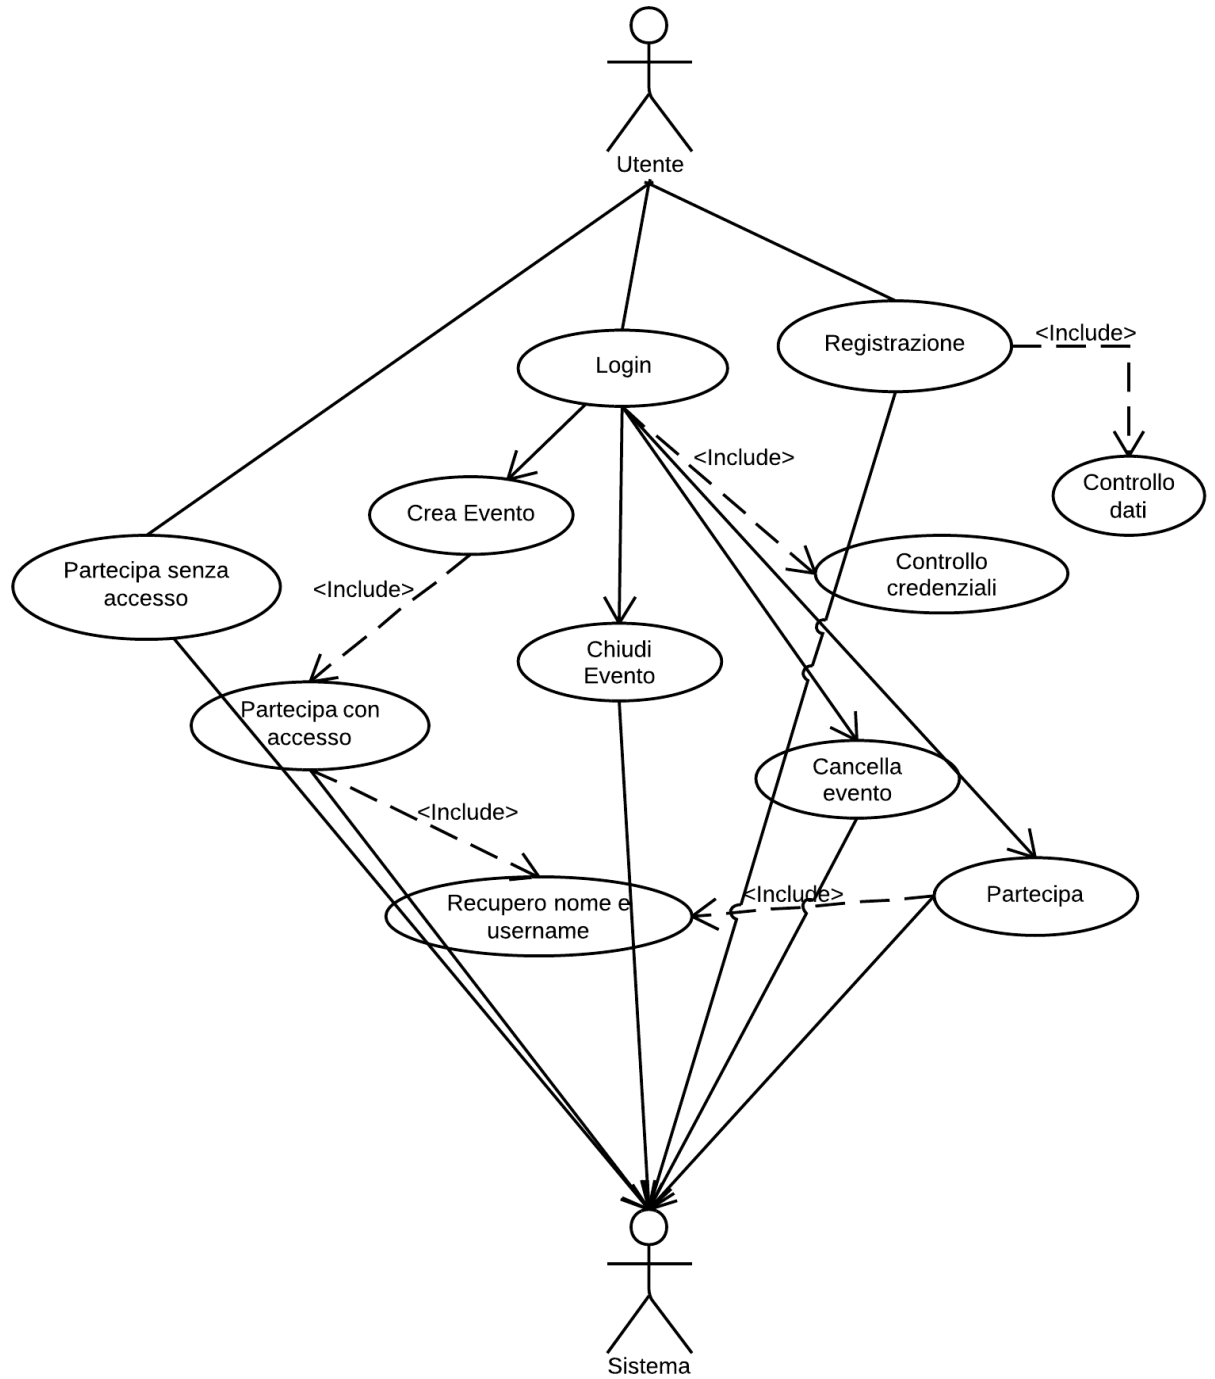 Utente
<Include>
Registrazione
Login
<Include>
Controllo
dati
Crea Evento
Controllo
credenziali
Partecipa senza
accesso
<Include>
Chiudi
Evento
Partecipa con
accesso
Cancella
evento
<Include>
Recupero nome e
username
<Include>
Partecipa
Sistema